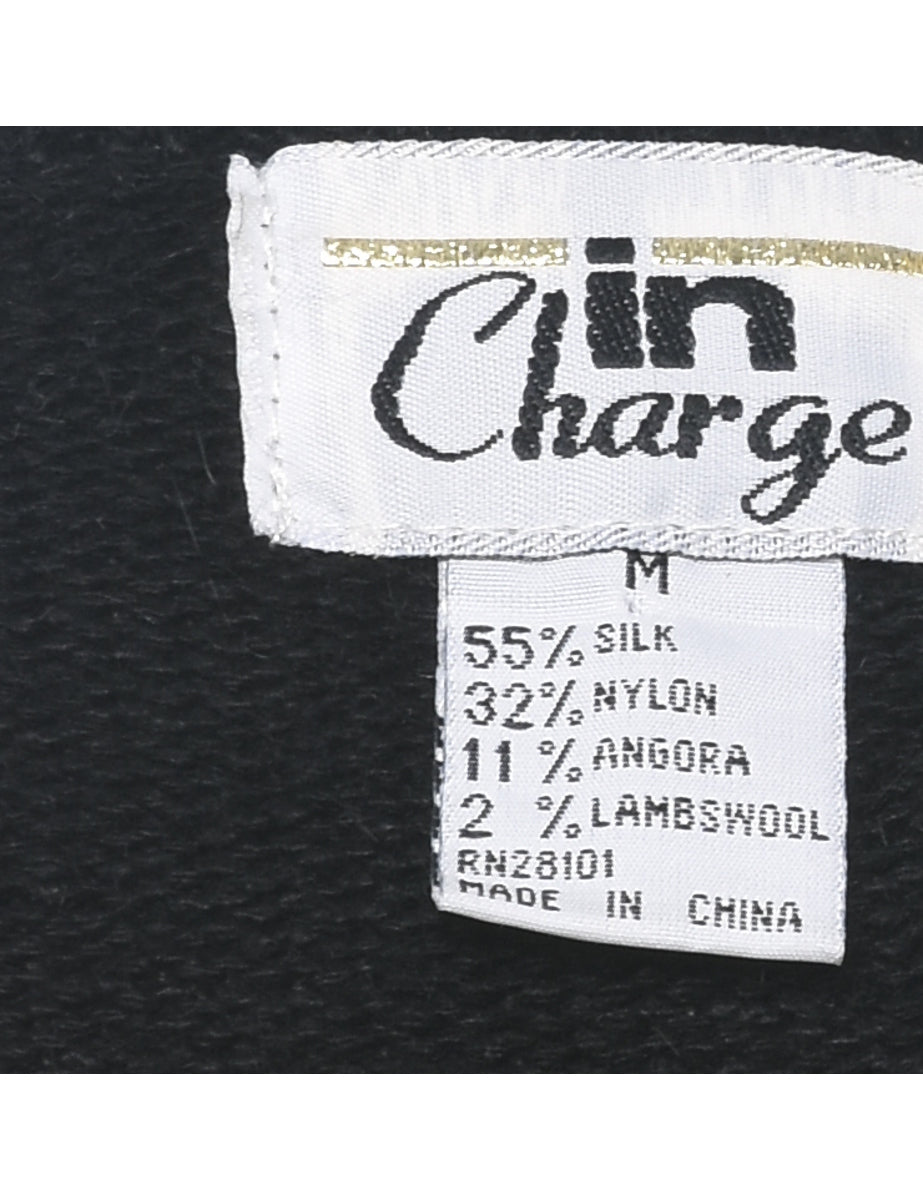 in
Charge
M
55% SILK
32% NYLON
11 % ANGORA
2 % LAMBSWOOL
RN28101
MADE IN CHINA